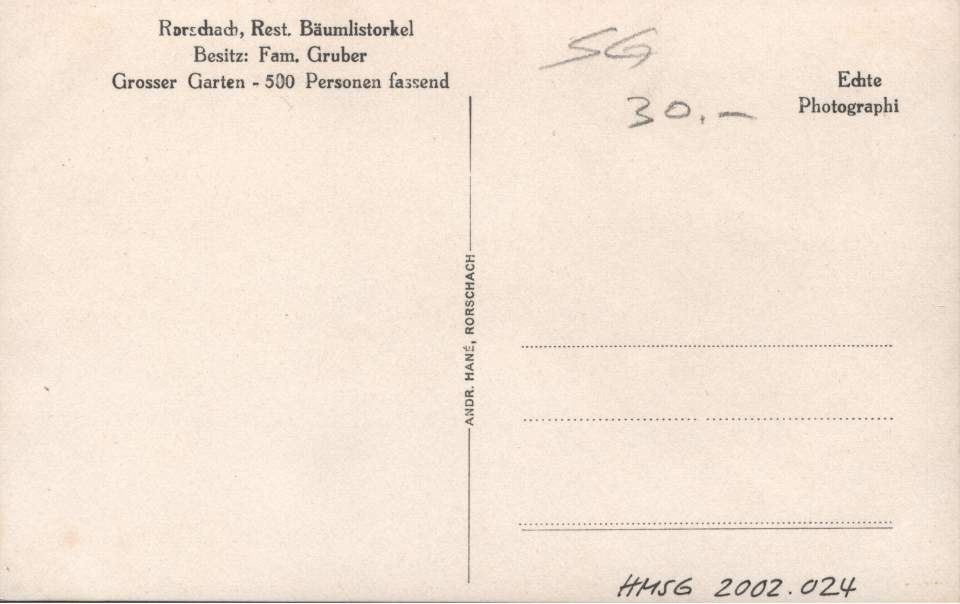 Rorschach, Rest. Bäumlistorkel
Besitz: Fam. Gruber
Grosser Garten - 500 Personen fassend
SG
30.—
Echte
Photographi
ANDR. HANÉ, RORSCHACH
HMSG 2002.024